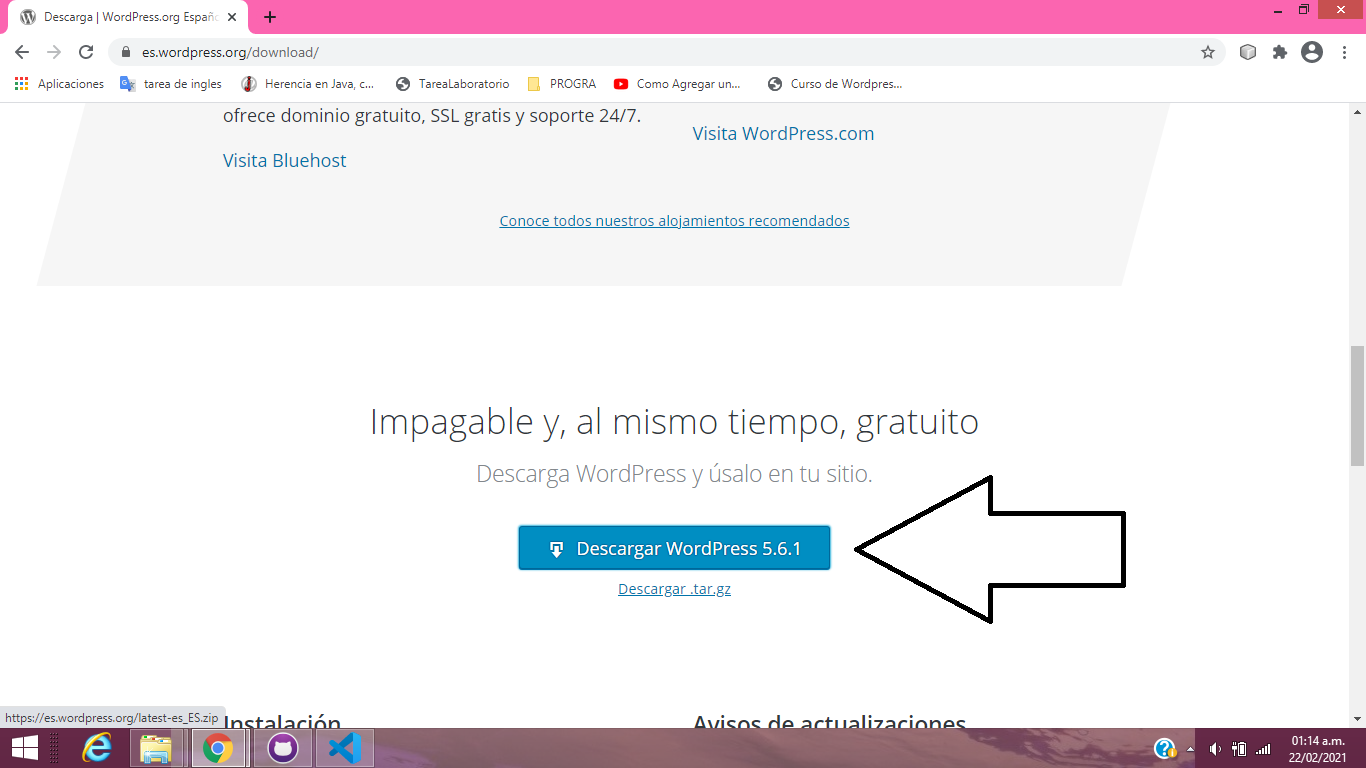 Descarga | WordPress.org Españo
es.wordpress.org/download/
Aplicaciones
tarea de ingles
Herencia en Java, c...
TareaLaboratorio
PROGRA
Como Agregar un...
Curso de Wordpres...
ofrece dominio gratuito, SSL gratis y soporte 24/7.
Visita WordPress.com
Visita Bluehost
Conoce todos nuestros alojamientos recomendados
Impagable y, al mismo tiempo, gratuito
Descarga WordPress y úsalo en tu sitio.
Descargar WordPress 5.6.1
Descargar .tar.gz
https://es.wordpress.org/latest-es_ES.zip
Instalación
Avisos de actualizaciones
01:14 a.m.
22/02/2021